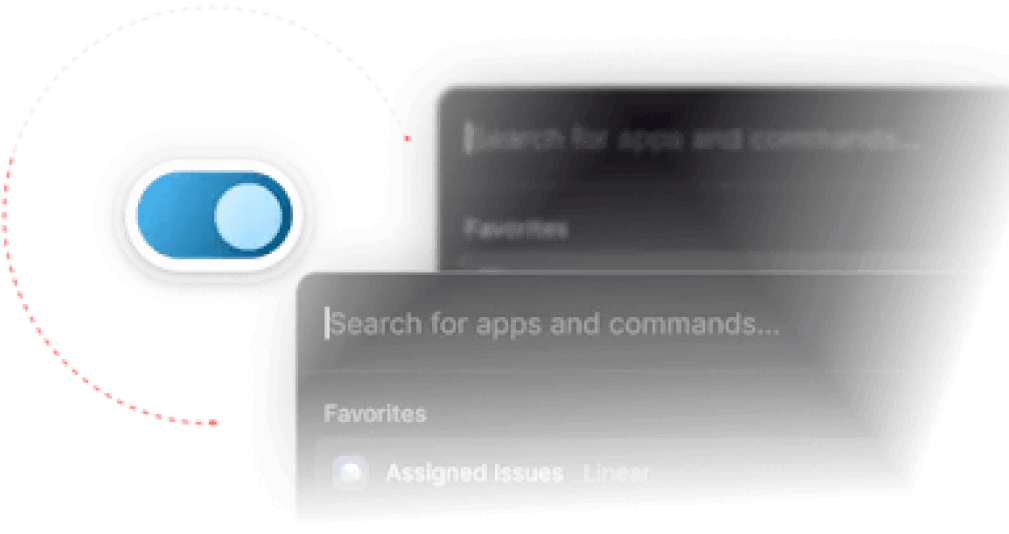 Search for apps and commands...
Favorites
Search for apps and commands...
Favorites
Assigned Issues Linear